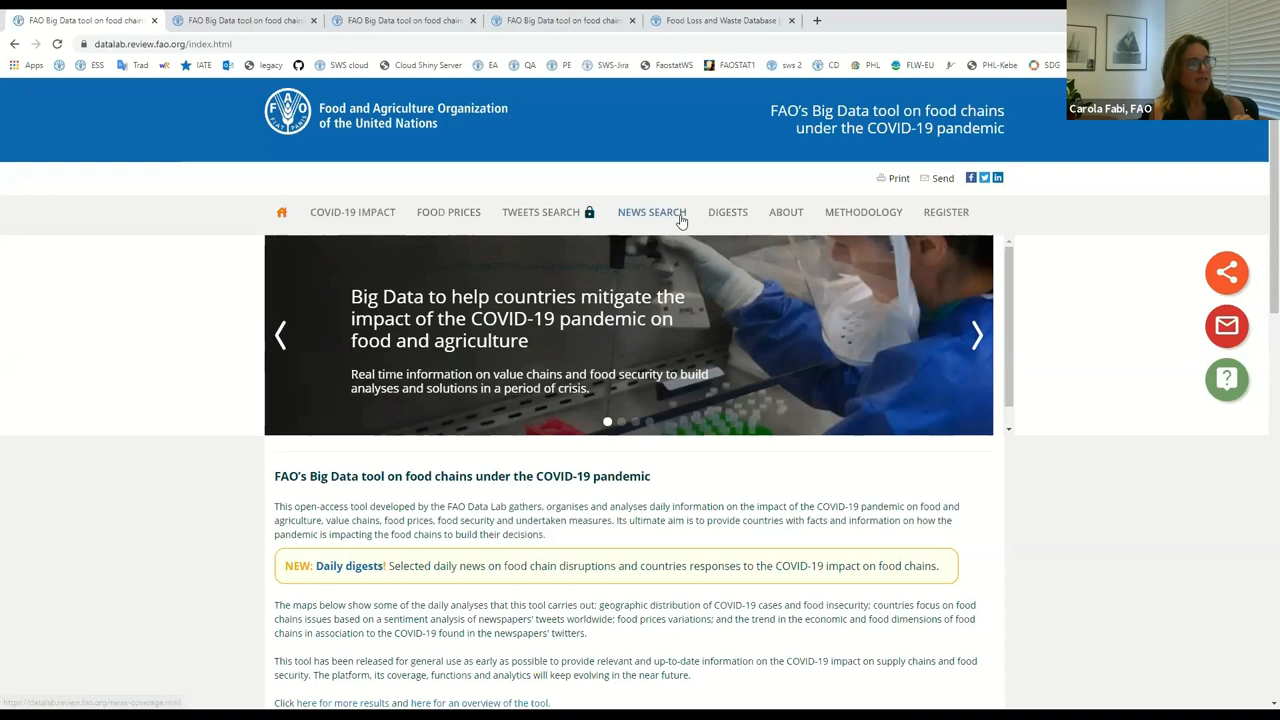 FAO Big Data tool on food chains
FAO Big Data tool on food chains
FAO Big Data tool on food chains
FAO Big Data tool on food chain
Food Loss and Waste Database |
datalab.review.fao.org/index.html
Apps
ESS
Trad
IATE
legacy
SWS cloud
Cloud Shiny Server
EA
QA
PE
SWS-Jira
FaostatWS
FAOSTAT1
sws 2
CD
PHL
FLW-EU
PHL-Kebe
SDG
Carola Fabi, FAO
Food and Agriculture Organization
of the United Nations
FAO's Big Data tool on food chains
under the COVID-19 pandemic
Print
Send
COVID-19 IMPACT
FOOD PRICES
TWEETS SEARCH
NEWS SEARCH
DIGESTS
ABOUT
METHODOLOGY
REGISTER
Big Data to help countries mitigate the
impact of the COVID-19 pandemic on
food and agriculture
Real time information on value chains and food security to build
analyses and solutions in a period of crisis.
FAO's Big Data tool on food chains under the COVID-19 pandemic
This open-access tool developed by the FAO Data Lab gathers, organises and analyses daily information on the impact of the COVID-19 pandemic on food and
agriculture, value chains, food prices, food security and undertaken measures. Its ultimate aim is to provide countries with facts and information on how the
pandemic is impacting the food chains to build their decisions.
NEW: Daily digests! Selected daily news on food chain disruptions and countries responses to the COVID-19 impact on food chains.
The maps below show some of the daily analyses that this tool carries out: geographic distribution of COVID-19 cases and food insecurity; countries focus on food
chains issues based on a sentiment analysis of newspapers' tweets worldwide; food prices variations; and the trend in the economic and food dimensions of food
chains in association to the COVID-19 found in the newspapers' twitters.
This tool has been released for general use as early as possible to provide relevant and up-to-date information on the COVID-19 impact on supply chains and food
security. The platform, its coverage, functions and analytics will keep evolving in the near future.
Click here for more results and here for an overview of the tool.
https://datalab.review.fao.org/news-coverage.html